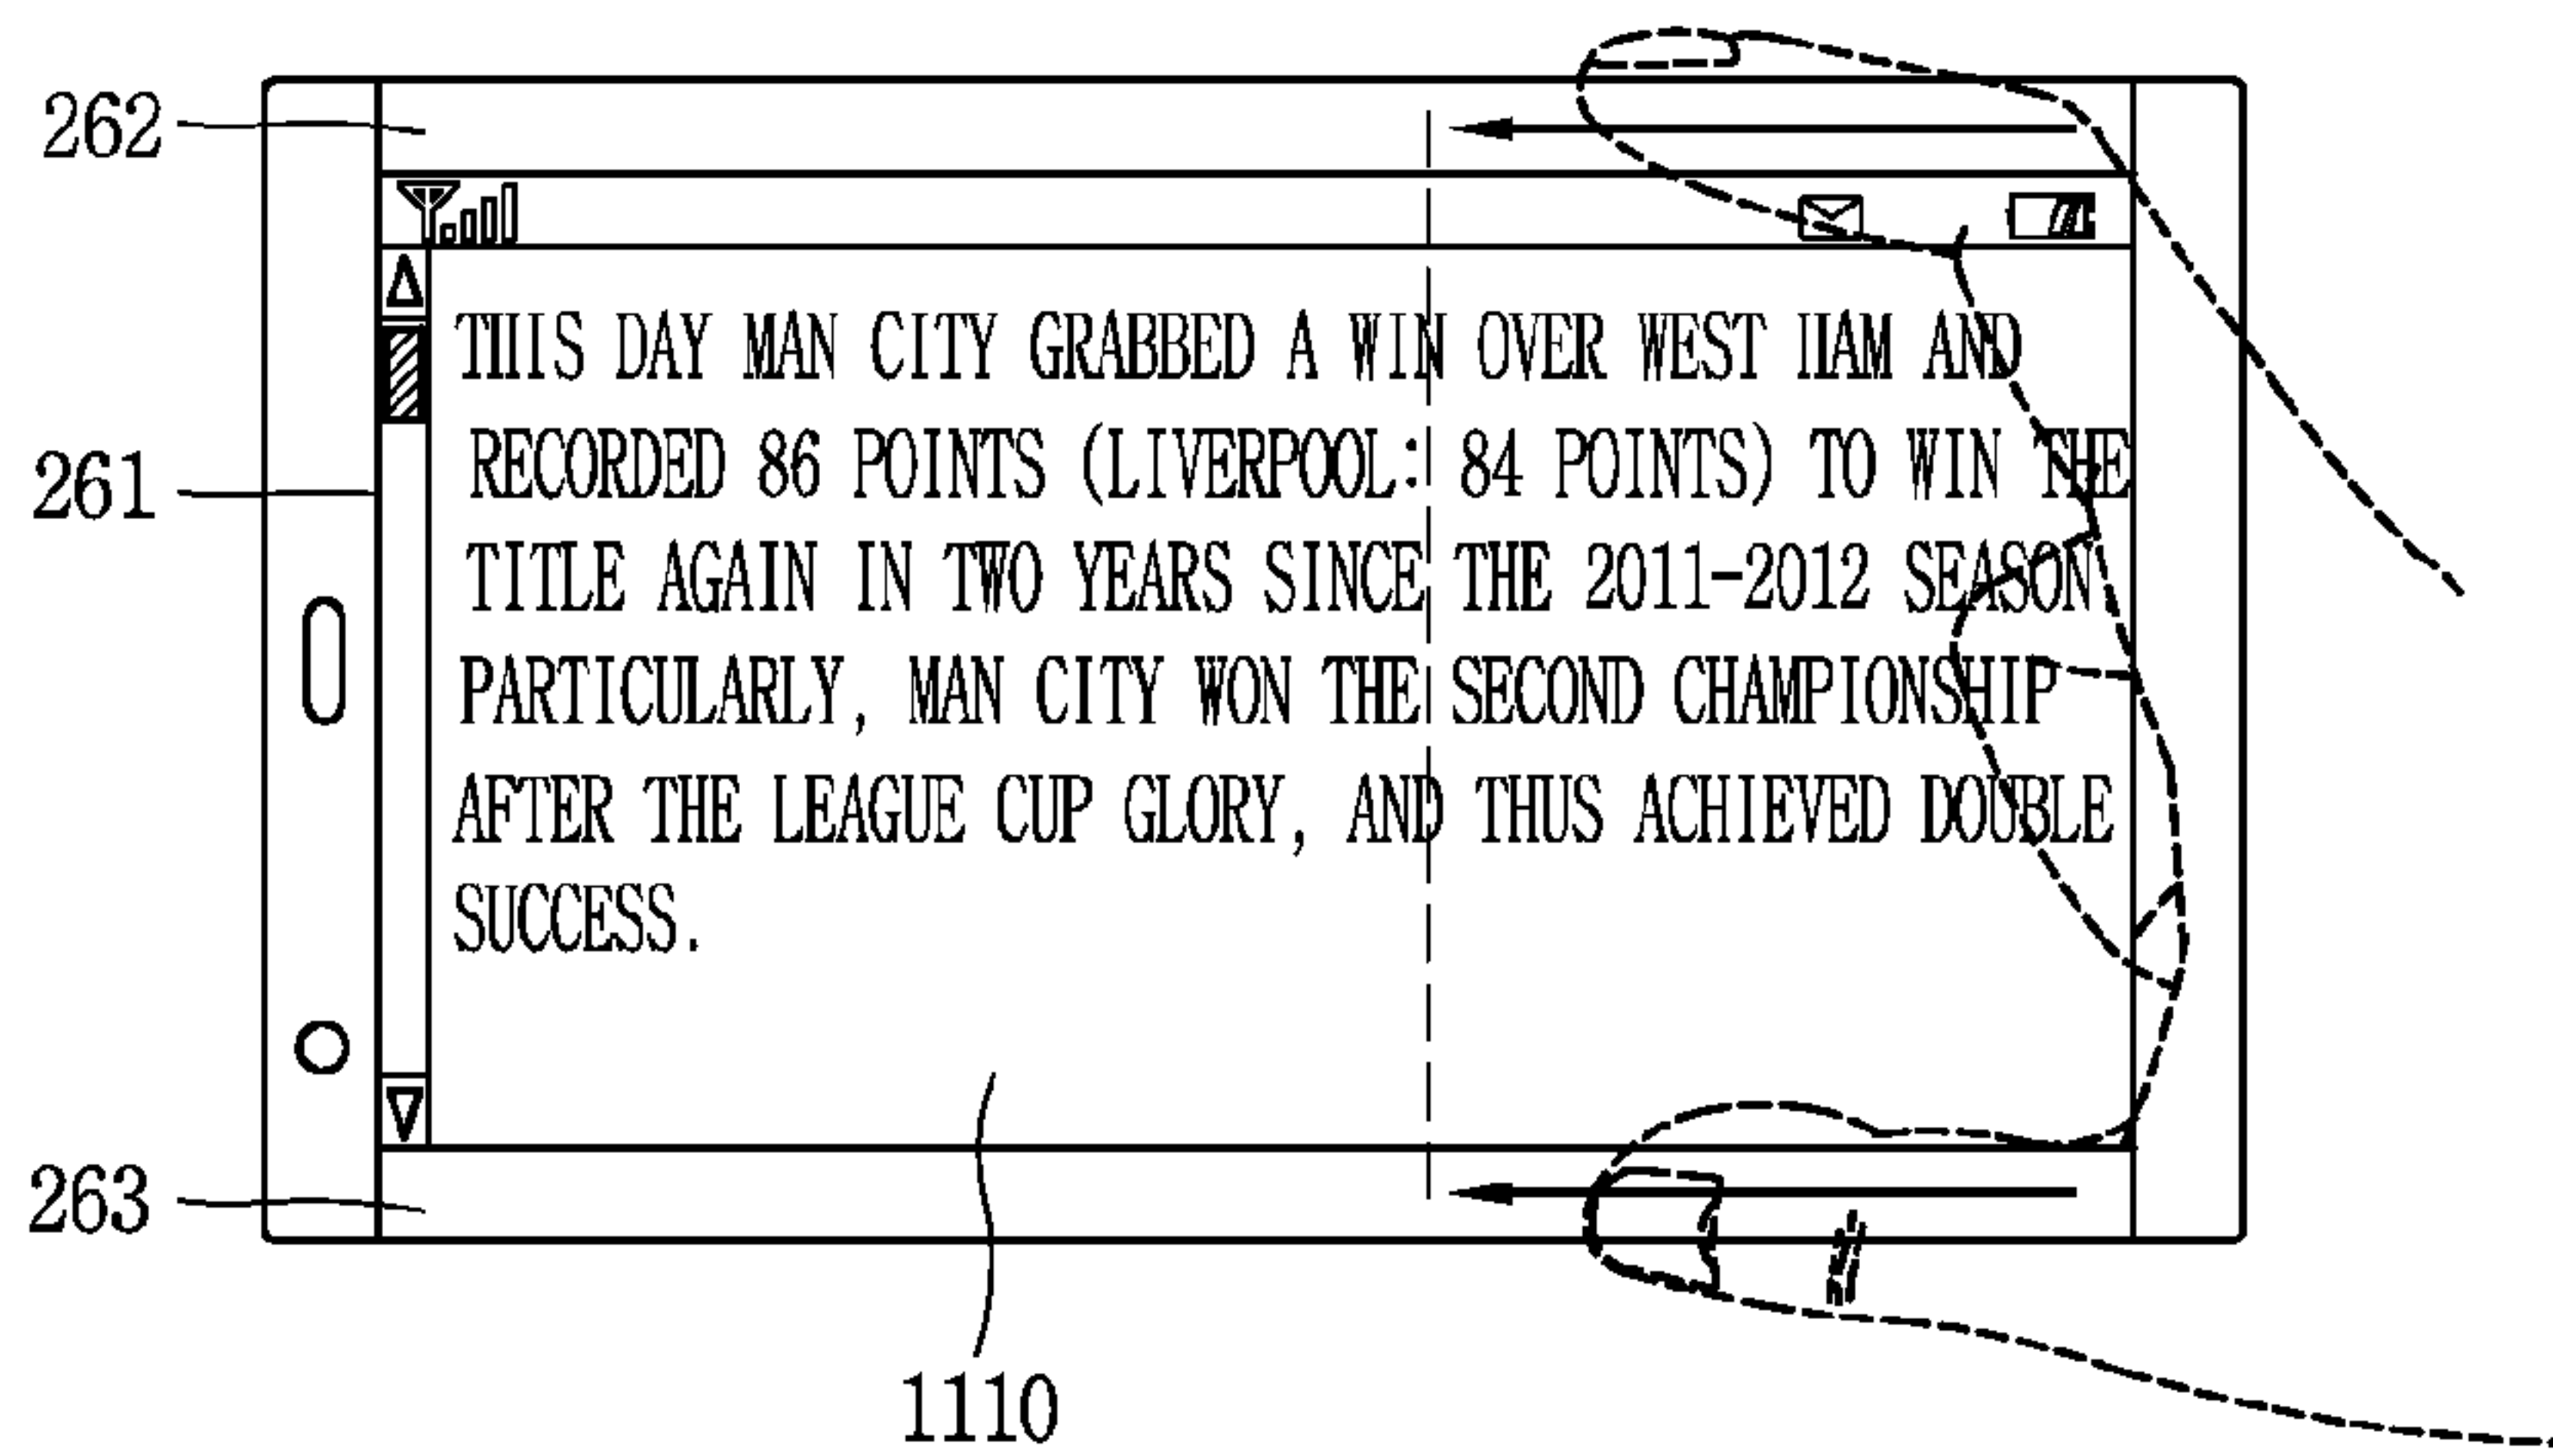 262
THIS DAY MAN CITY GRABBED A WIN OVER WEST HAM AND
RECORDED 86 POINTS (LIVERPOOL: 84 POINTS) TO WIN THE
261
TITLE AGAIN IN TWO YEARS SINCE THE 2011-2012 SEASON
PARTICULARLY, MAN CITY WON THE SECOND CHAMPIONSHIP
AFTER THE LEAGUE CUP GLORY, AND THUS ACHIEVED DOUBLE
SUCCESS.
263
1110